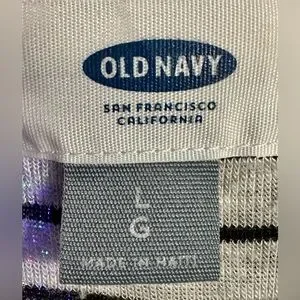 OLD NAVY
SAN FRANCISCO
CALIFORNIA
L
G
MADE IN HAITI